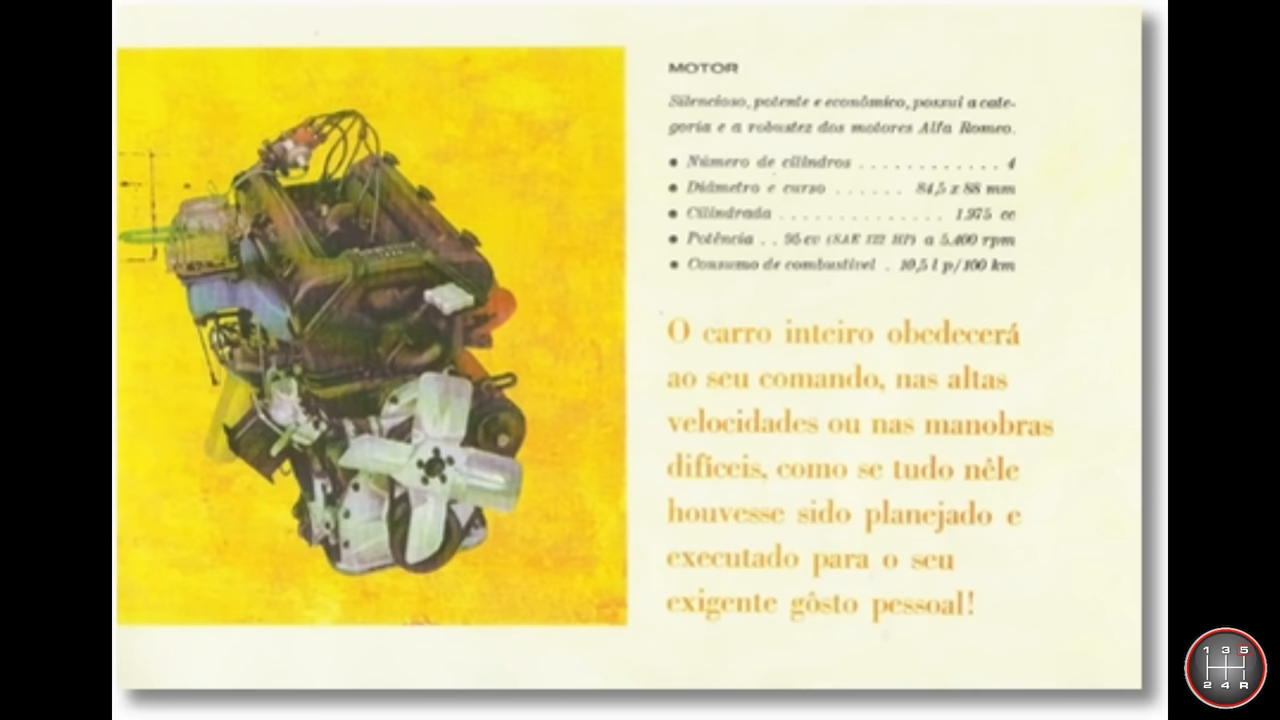 MOTOR
Silencioso, potente e econômico, possui a cate-
goria e a robustez dos motores Alfa Romeo.
• Número de cilindros . . . . . . . . . . . . 4
• Diâmetro e curso . . . . . . 84,5 x 88 mm
• Cilindrada . . . . . . . . . . . . . . 1.975 cc
• Potência . . 95 cv (SAE 122 HP) a 5.400 rpm
• Consumo de combustível . 10,5 l p/100 km
O carro inteiro obedecerá
ao seu comando, nas altas
velocidades ou nas manobras
difíceis, como se tudo nêle
houvesse sido planejado e
executado para o seu
exigente gôsto pessoal!
1 3 5
2 4 R